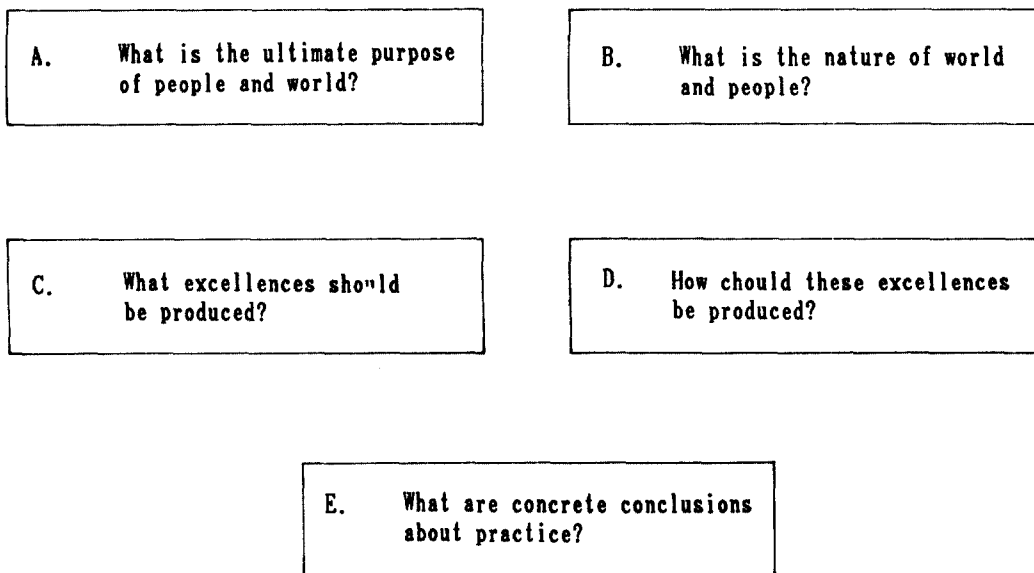 A. What is the ultimate purpose
of people and world?
B. What is the nature of world
and people?
C. What excellences should
be produced?
D. How chould these excellences
be produced?
E. What are concrete conclusions
about practice?